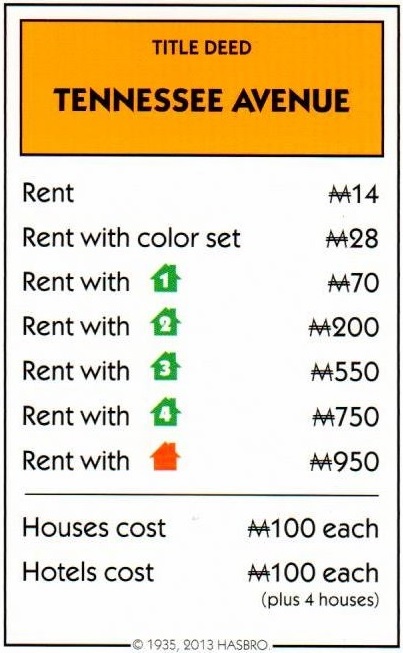 TITLE DEED
TENNESSEE AVENUE
Rent ₩14
Rent with color set ₩28
Rent with 1 ₩70
Rent with 2 ₩200
Rent with 3 ₩550
Rent with 4 ₩750
Rent with ₩950
Houses cost ₩100 each
Hotels cost ₩100 each
(plus 4 houses)
© 1935, 2013 HASBRO.